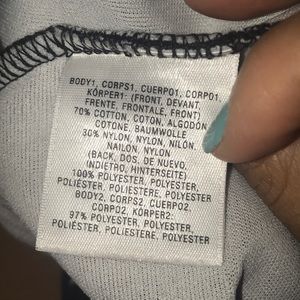 BODY1, CORPS1, CUERPO1, CORPO1,
KÖRPER1: (FRONT, DEVANT,
FRENTE, FRONTALE, FRONT)
70% COTTON, COTON, ALGODÓN
COTONE, BAUMWOLLE
30% NYLON, NYLON, NILÓN,
NAILON, NYLON
(BACK, DOS, DE NUEVO,
INDIETRO, HINTERSEITE)
100% POLYESTER, POLYESTER,
POLIÉSTER, POLIESTERE, POLYESTER
BODY2, CORPS2, CUERPO2,
CORPO2, KÖRPER2:
97% POLYESTER, POLYESTER,
POLIÉSTER, POLIESTERE, POLYESTER